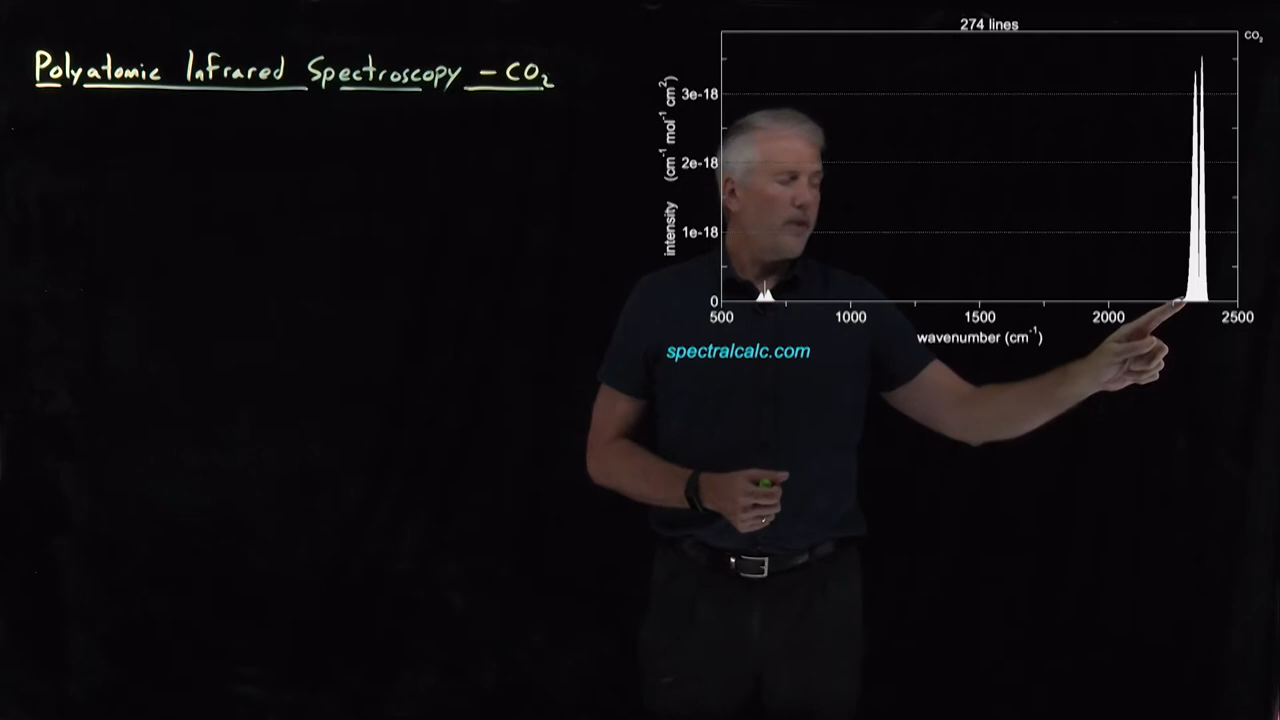 Polyatomic Infrared Spectroscopy - CO₂
274 lines
CO₂
intensity (cm⁻¹ mol⁻¹ cm²)
3e-18
2e-18
1e-18
0
500 1000 1500 2000 2500
wavenumber (cm⁻¹)
spectralcalc.com